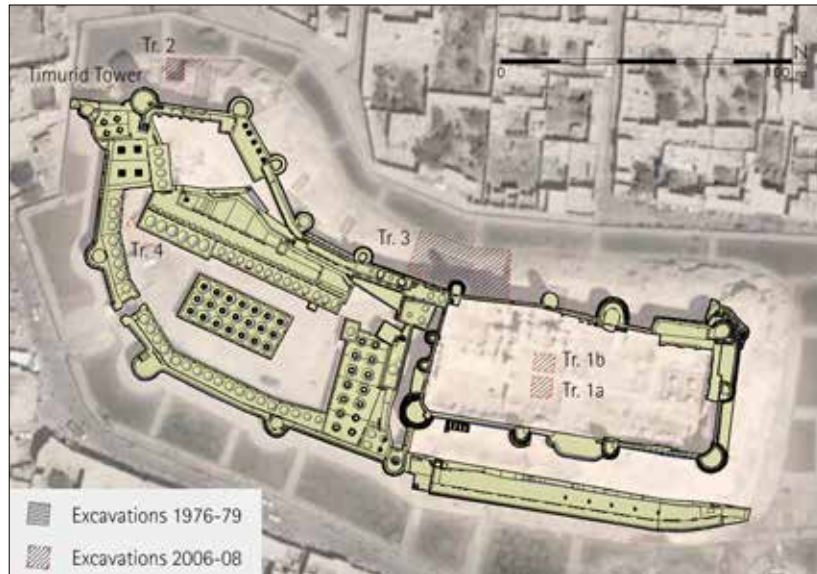 Tr. 2
Timurid Tower
N
0
100 m
Tr. 3
Tr. 4
Tr. 1b
Tr. 1a
Excavations 1976-79
Excavations 2006-08